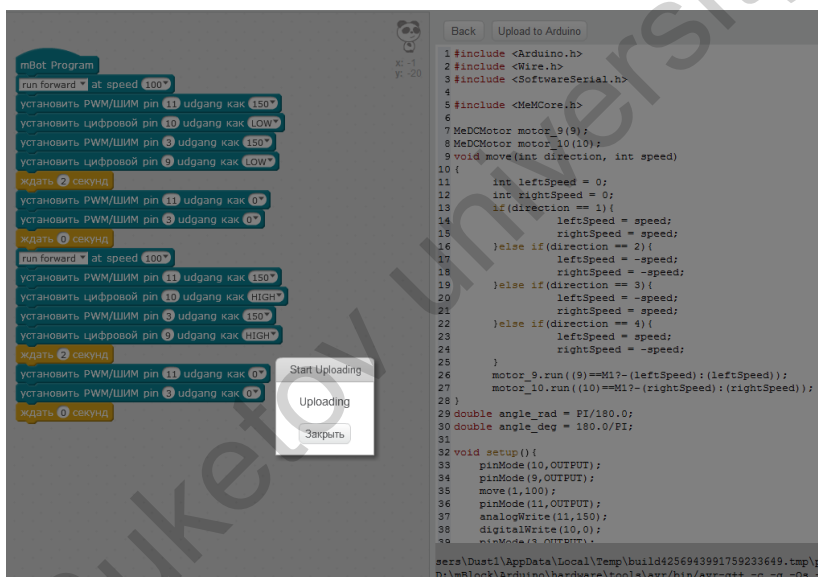 mBot Program
run forward at speed 100
установить PWM/ШИМ pin 11 udgang как 150
установить цифровой pin 10 udgang как LOW
установить PWM/ШИМ pin 3 udgang как 150
установить цифровой pin 9 udgang как LOW
ждать 2 секунд
установить PWM/ШИМ pin 11 udgang как 0
установить PWM/ШИМ pin 3 udgang как 0
ждать 0 секунд
run forward at speed 100
установить PWM/ШИМ pin 11 udgang как 150
установить цифровой pin 10 udgang как HIGH
установить PWM/ШИМ pin 3 udgang как 150
установить цифровой pin 9 udgang как HIGH
ждать 2 секунд
установить PWM/ШИМ pin 11 udgang как 0
установить PWM/ШИМ pin 3 udgang как 0
ждать 0 секунд
x: -1
y: -20
Start Uploading
Uploading
Закрыть
Back Upload to Arduino
1 #include <Arduino.h>
2 #include <Wire.h>
3 #include <SoftwareSerial.h>
4
5 #include <MeMCore.h>
6
7 MeDCMotor motor_9(9);
8 MeDCMotor motor_10(10);
9 void move(int direction, int speed)
10 {
11 int leftSpeed = 0;
12 int rightSpeed = 0;
13 if(direction == 1){
14 leftSpeed = speed;
15 rightSpeed = speed;
16 }else if(direction == 2){
17 leftSpeed = -speed;
18 rightSpeed = -speed;
19 }else if(direction == 3){
20 leftSpeed = -speed;
21 rightSpeed = speed;
22 }else if(direction == 4){
23 leftSpeed = speed;
24 rightSpeed = -speed;
25 }
26 motor_9.run((9)==M1?-(leftSpeed):(leftSpeed));
27 motor_10.run((10)==M1?-(rightSpeed):(rightSpeed));
28 }
29 double angle_rad = PI/180.0;
30 double angle_deg = 180.0/PI;
31
32 void setup(){
33 pinMode(10,OUTPUT);
34 pinMode(9,OUTPUT);
35 move(1,100);
36 pinMode(11,OUTPUT);
37 analogWrite(11,150);
38 digitalWrite(10,0);
39 pinMode(3,OUTPUT);
sers\Dustl\AppData\Local\Temp\build4256943991759233649.tmp\
D:\mBlock\Arduino\hardware\tools\avr/bin/avr-g++ -c -g -Os
buketov universi